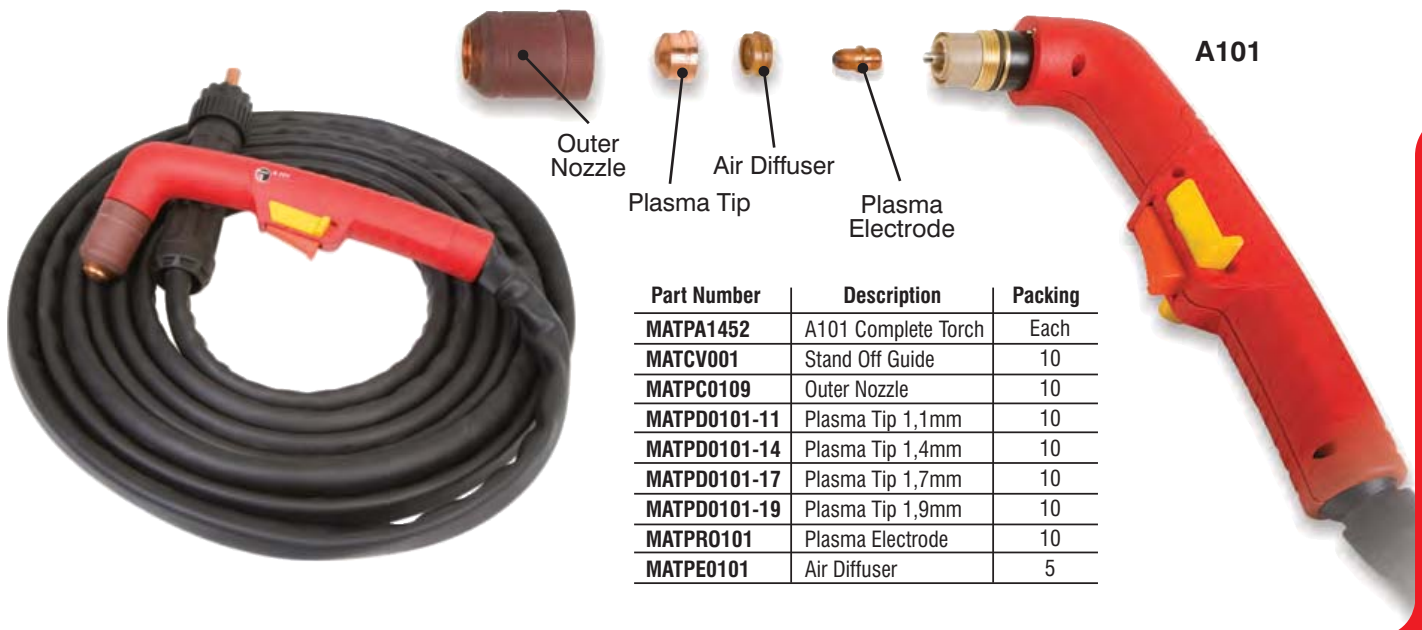 A101
Outer
Nozzle
Plasma Tip
Air Diffuser
Plasma
Electrode
Part Number Description Packing
MATPA1452 A101 Complete Torch Each
MATCV001 Stand Off Guide 10
MATPC0109 Outer Nozzle 10
MATPD0101-11 Plasma Tip 1,1mm 10
MATPD0101-14 Plasma Tip 1,4mm 10
MATPD0101-17 Plasma Tip 1,7mm 10
MATPD0101-19 Plasma Tip 1,9mm 10
MATPR0101 Plasma Electrode 10
MATPE0101 Air Diffuser 5